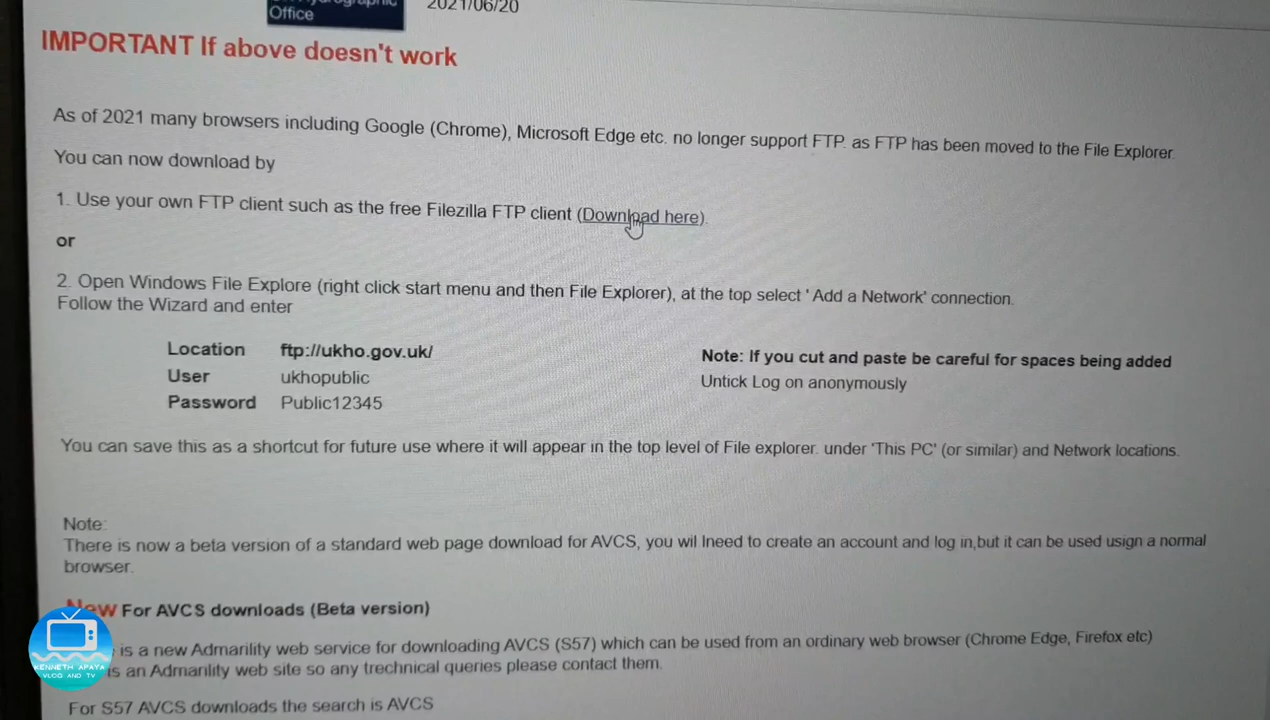 Office
2021/06/20
IMPORTANT If above doesn't work
As of 2021 many browsers including Google (Chrome), Microsoft Edge etc. no longer support FTP. as FTP has been moved to the File Explorer.
You can now download by
1. Use your own FTP client such as the free Filezilla FTP client (Download here).
or
2. Open Windows File Explore (right click start menu and then File Explorer), at the top select ' Add a Network' connection.
Follow the Wizard and enter
Location ftp://ukho.gov.uk/
Note: If you cut and paste be careful for spaces being added
User ukhopublic
Untick Log on anonymously
Password Public12345
You can save this as a shortcut for future use where it will appear in the top level of File explorer. under 'This PC' (or similar) and Network locations.
Note:
There is now a beta version of a standard web page download for AVCS, you wil lneed to create an account and log in,but it can be used usign a normal
browser.
New For AVCS downloads (Beta version)
is a new Admarility web service for downloading AVCS (S57) which can be used from an ordinary web browser (Chrome Edge, Firefox etc)
is an Admarility web site so any trechnical queries please contact them.
For S57 AVCS downloads the search is AVCS
KENNETH APAYA
VLOG AND TV